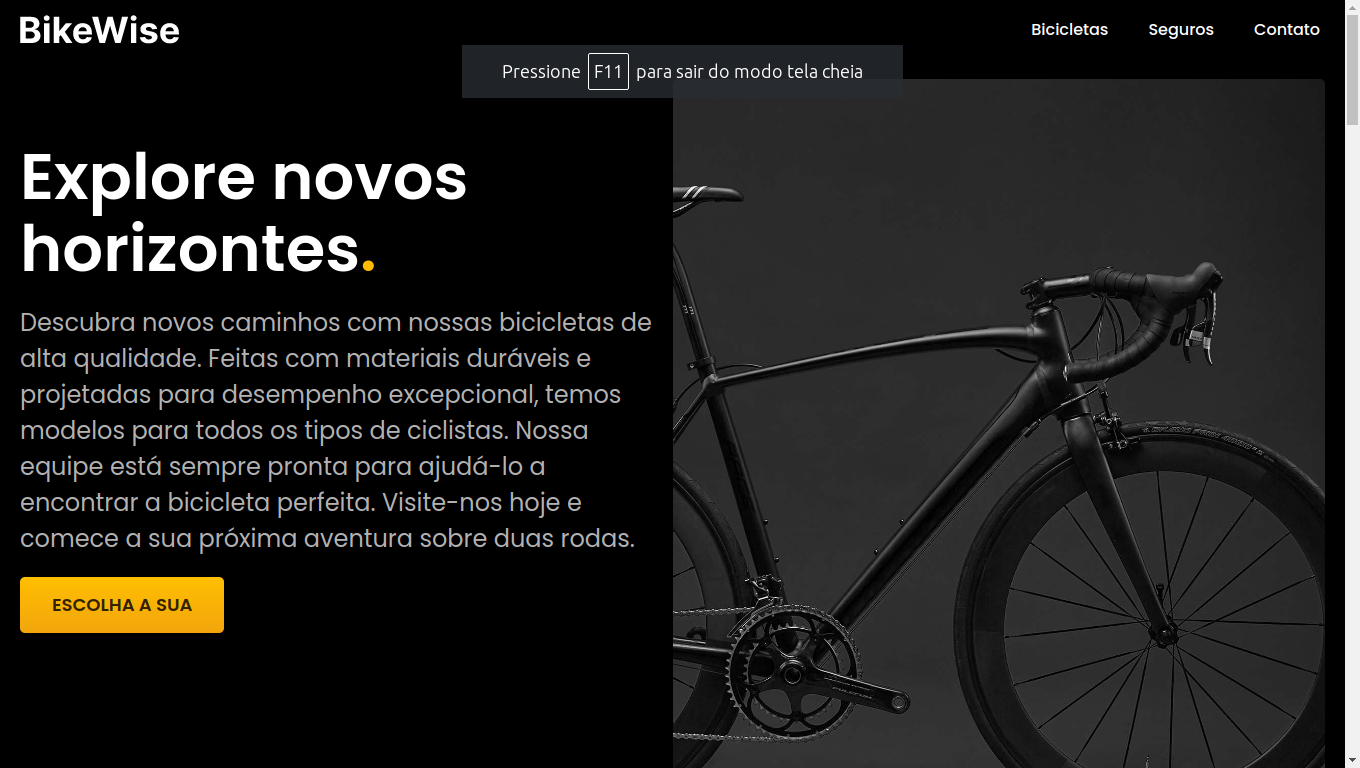 BikeWise
Bicicletas Seguros Contato
Pressione F11 para sair do modo tela cheia
Explore novos
horizontes.
Descubra novos caminhos com nossas bicicletas de
alta qualidade. Feitas com materiais duráveis e
projetadas para desempenho excepcional, temos
modelos para todos os tipos de ciclistas. Nossa
equipe está sempre pronta para ajudá-lo a
encontrar a bicicleta perfeita. Visite-nos hoje e
comece a sua próxima aventura sobre duas rodas.
ESCOLHA A SUA